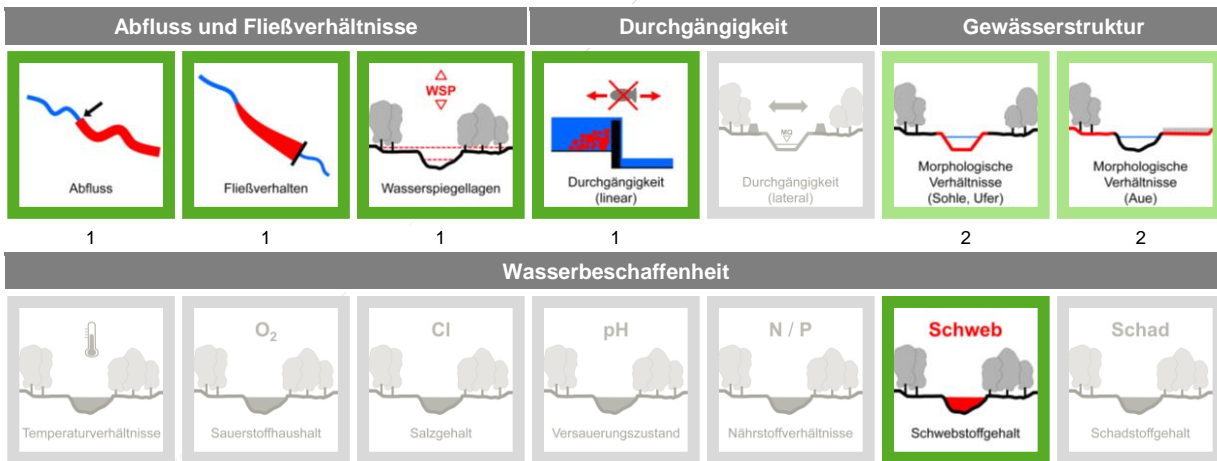 Abfluss und Fließverhältnisse Durchgängigkeit Gewässerstruktur
WSP
MQ
Abfluss
Fließverhalten
Wasserspiegellagen
Durchgängigkeit
(linear)
Durchgängigkeit
(lateral)
Morphologische
Verhältnisse
(Sohle, Ufer)
Morphologische
Verhältnisse
(Aue)
1 1 1 1 2 2
Wasserbeschaffenheit
O₂ Cl pH N / P Schweb Schad
Temperaturverhältnisse Sauerstoffhaushalt Salzgehalt Versauerungszustand Nährstoffverhältnisse Schwebstoffgehalt Schadstoffgehalt